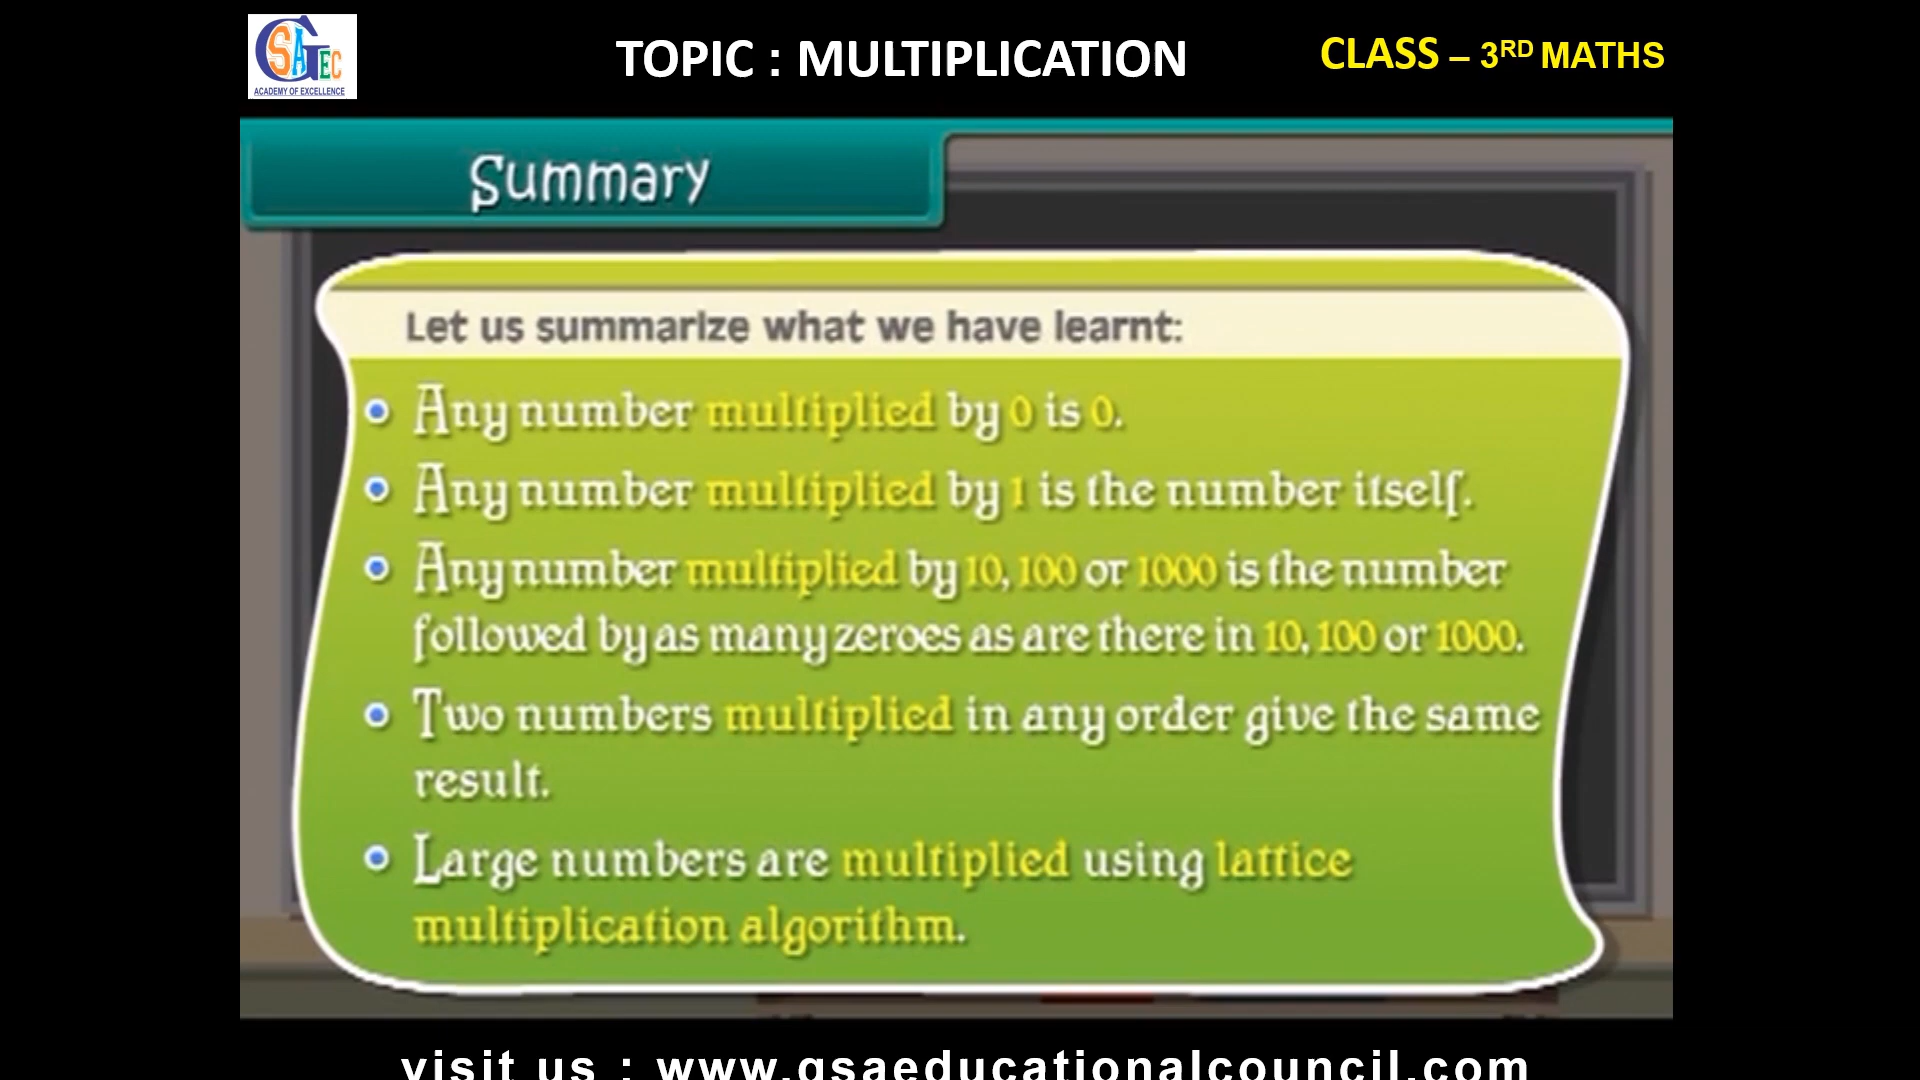 GSATEC
ACADEMY OF EXCELLENCE
TOPIC : MULTIPLICATION
CLASS – 3RD MATHS
Summary
Let us summarize what we have learnt:
• Any number multiplied by 0 is 0.
• Any number multiplied by 1 is the number itself.
• Any number multiplied by 10, 100 or 1000 is the number
followed by as many zeroes as are there in 10, 100 or 1000.
• Two numbers multiplied in any order give the same
result.
• Large numbers are multiplied using lattice
multiplication algorithm.
visit us : www.gsaeducationalcouncil.com